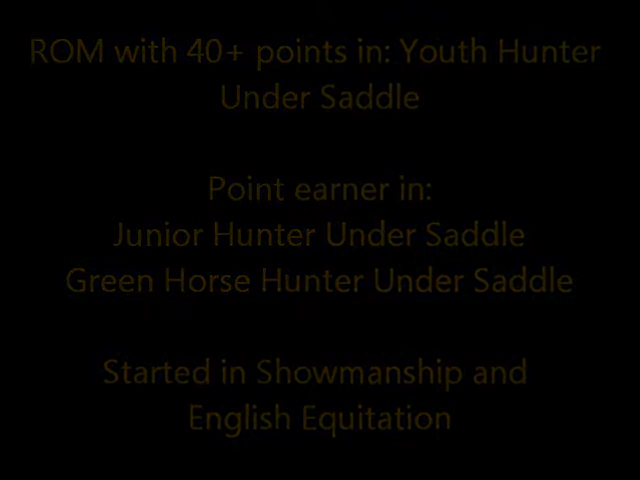 ROM with 40+ points in: Youth Hunter
Under Saddle
Point earner in:
Junior Hunter Under Saddle
Green Horse Hunter Under Saddle
Started in Showmanship and
English Equitation